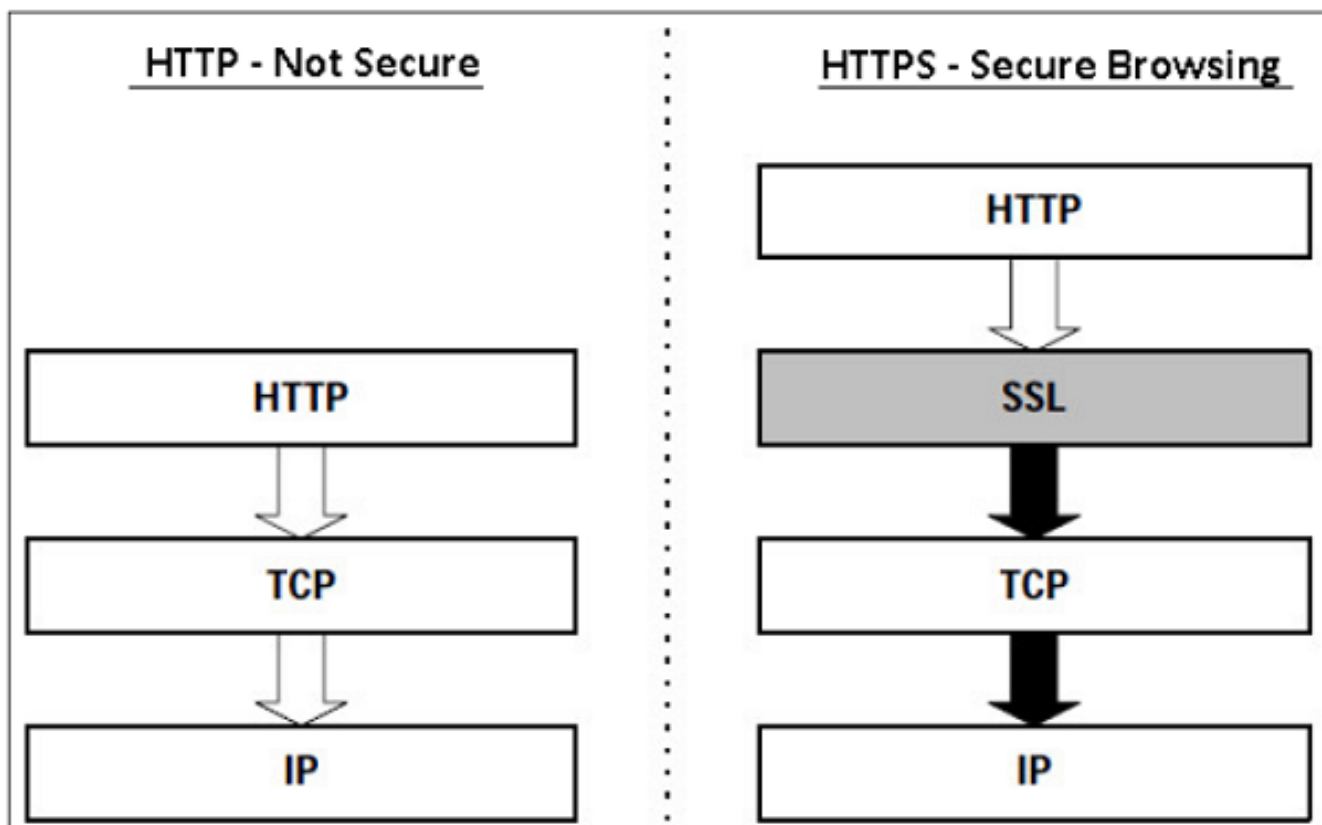 HTTP - Not Secure
HTTP
TCP
IP
HTTPS - Secure Browsing
HTTP
SSL
TCP
IP